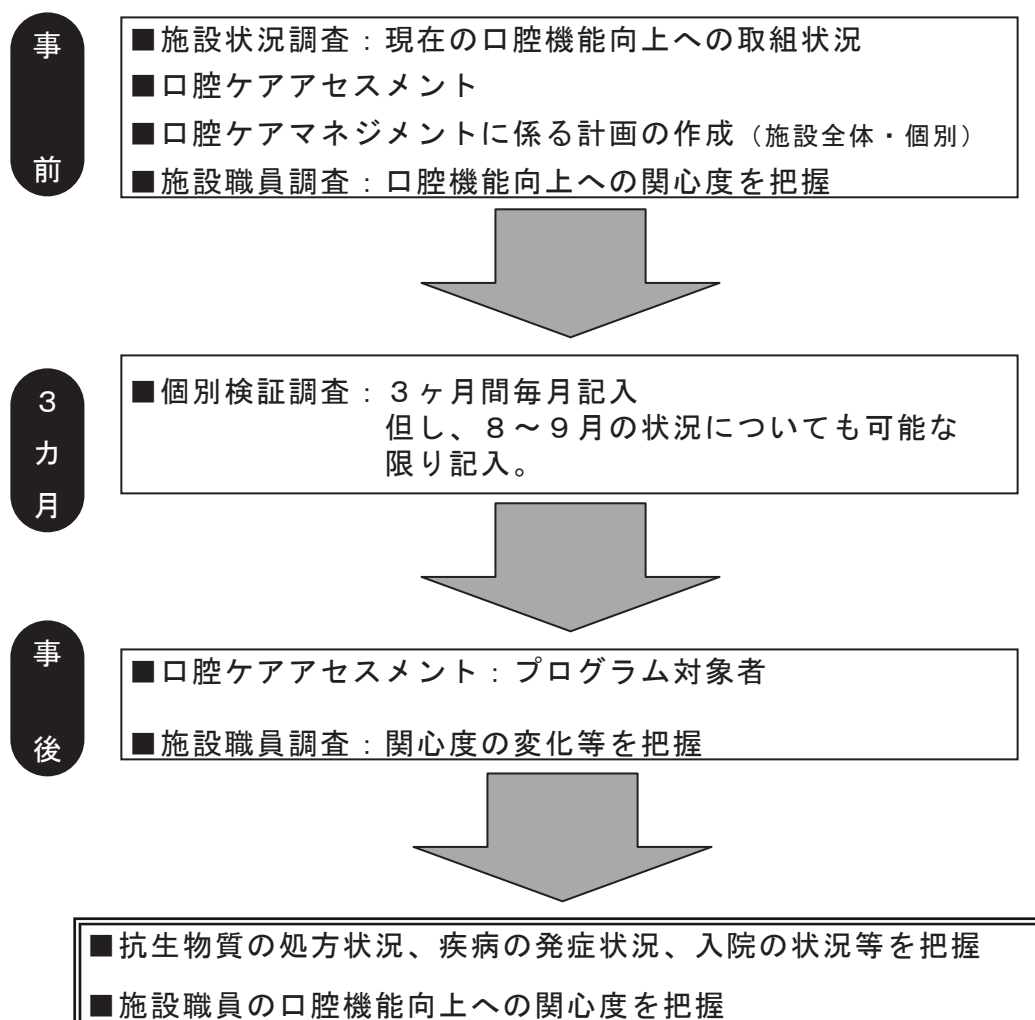 事前
■施設状況調査：現在の口腔機能向上への取組状況
■口腔ケアアセスメント
■口腔ケアマネジメントに係る計画の作成（施設全体・個別）
■施設職員調査：口腔機能向上への関心度を把握
３カ月
■個別検証調査：３ヶ月間毎月記入
但し、８～９月の状況についても可能な
限り記入。
事後
■口腔ケアアセスメント：プログラム対象者
■施設職員調査：関心度の変化等を把握
■抗生物質の処方状況、疾病の発症状況、入院の状況等を把握
■施設職員の口腔機能向上への関心度を把握